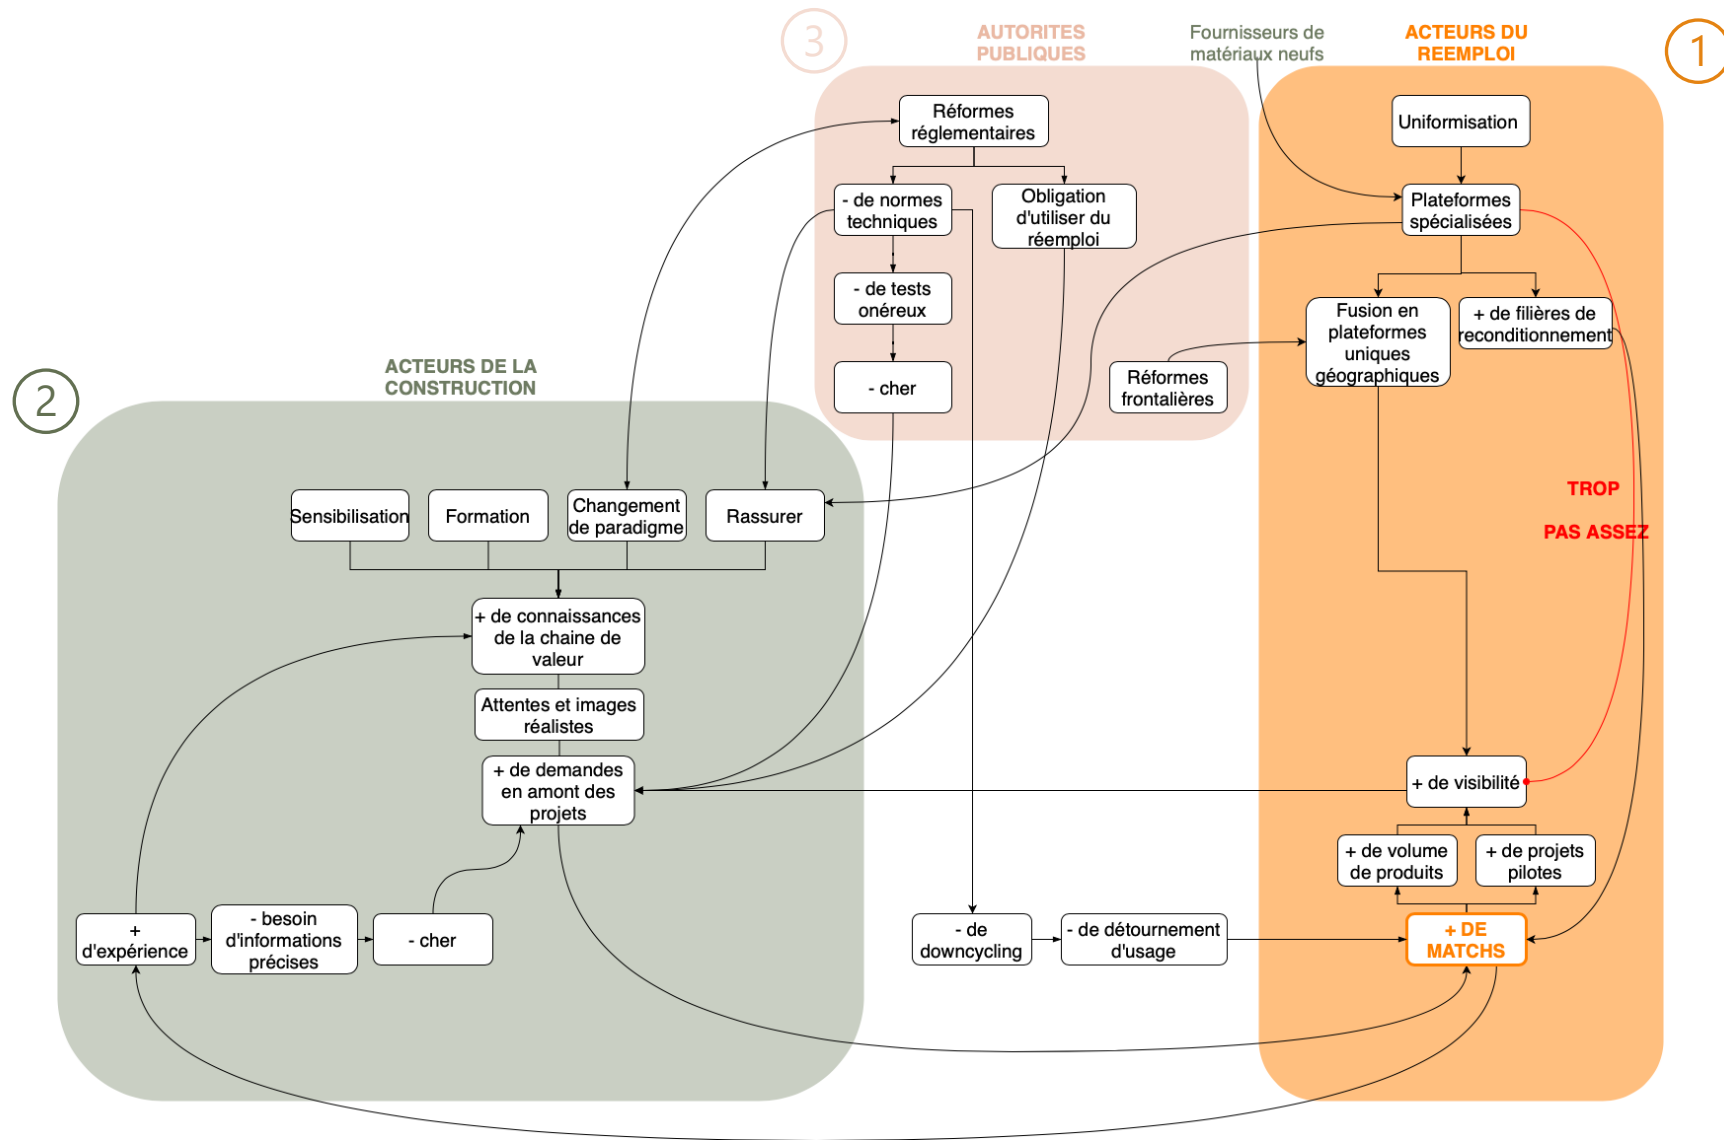 3
AUTORITES
PUBLIQUES
Fournisseurs de
matériaux neufs
ACTEURS DU
REEMPLOI
1
Réformes
réglementaires
Uniformisation
- de normes
techniques
Obligation
d'utiliser du
réemploi
Plateformes
spécialisées
- de tests
onéreux
Fusion en
plateformes
uniques
géographiques
+ de filières de
reconditionnement
- cher
Réformes
frontalières
ACTEURS DE LA
CONSTRUCTION
2
TROP
PAS ASSEZ
Sensibilisation
Formation
Changement
de paradigme
Rassurer
+ de connaissances
de la chaine de
valeur
Attentes et images
réalistes
+ de demandes
en amont des
projets
+ de visibilité
+ de volume
de produits
+ de projets
pilotes
+
d'expérience
- besoin
d'informations
précises
- cher
- de
downcycling
- de détournement
d'usage
+ DE
MATCHS